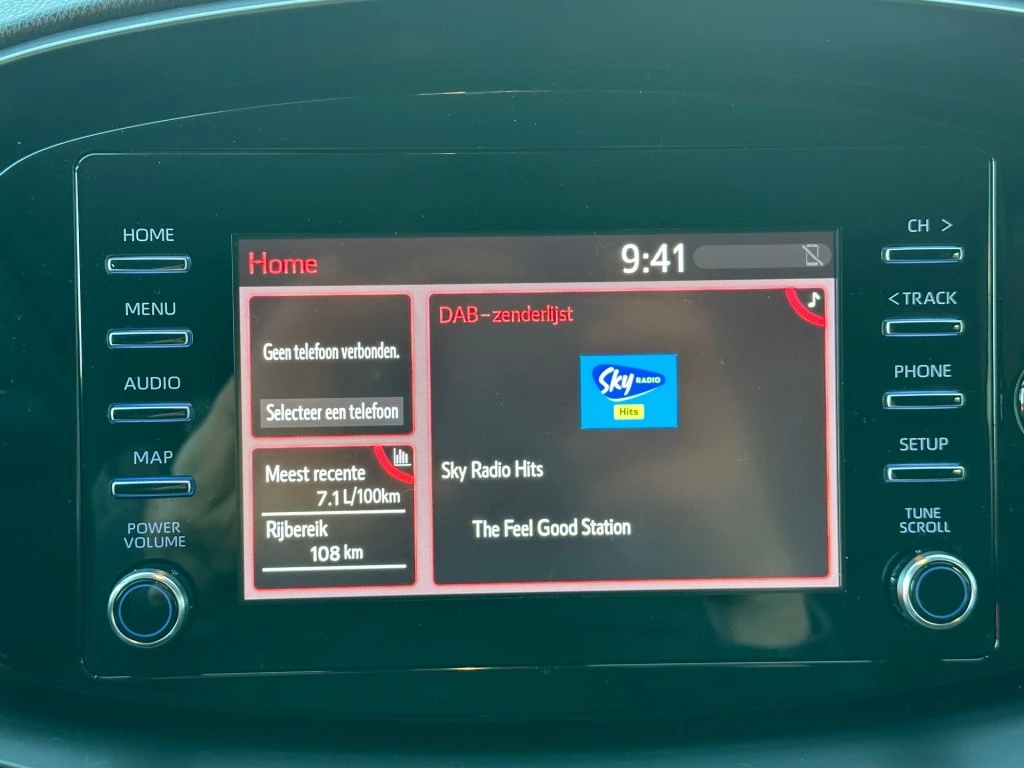 HOME
MENU
AUDIO
MAP
POWER
VOLUME
Home
9:41
Geen telefoon verbonden.
Selecteer een telefoon
Meest recente
7.1 L/100km
Rijbereik
108 km
DAB-zenderlijst
Sky RADIO
Hits
Sky Radio Hits
The Feel Good Station
CH >
<TRACK
PHONE
SETUP
TUNE
SCROLL